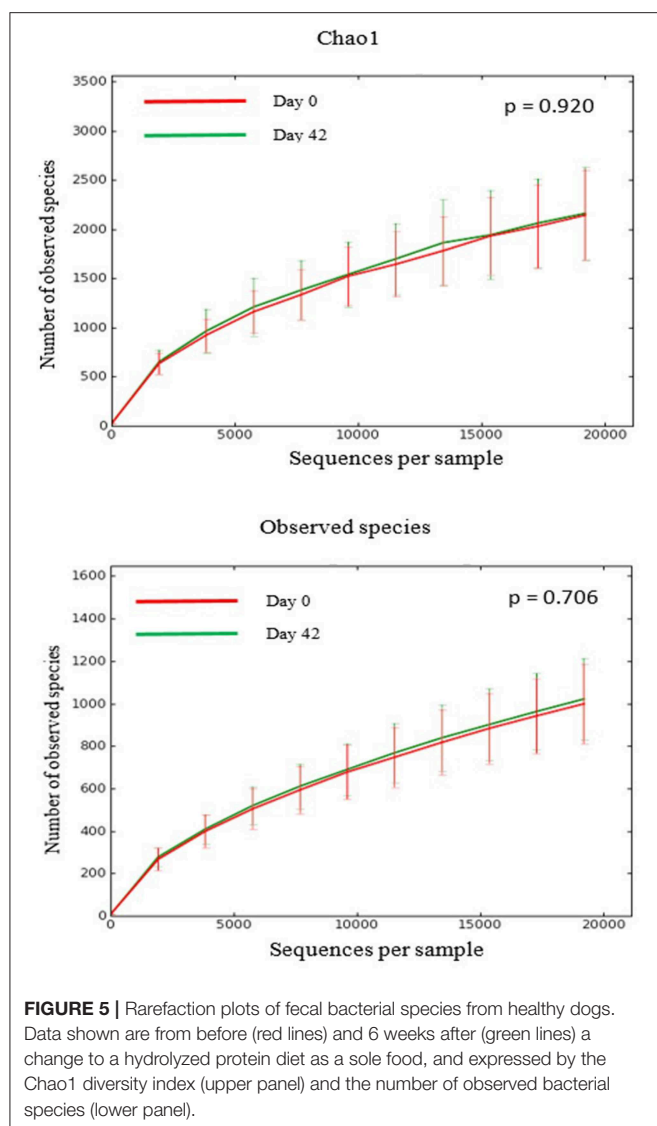 Chao1
3500
3000
2500
2000
1500
1000
500
0
Number of observed species
Day 0
Day 42
p = 0.920
0 5000 10000 15000 20000
Sequences per sample
Observed species
1600
1400
1200
1000
800
600
400
200
0
Number of observed species
Day 0
Day 42
p = 0.706
0 5000 10000 15000 20000
Sequences per sample
FIGURE 5 | Rarefaction plots of fecal bacterial species from healthy dogs.
Data shown are from before (red lines) and 6 weeks after (green lines) a
change to a hydrolyzed protein diet as a sole food, and expressed by the
Chao1 diversity index (upper panel) and the number of observed bacterial
species (lower panel).